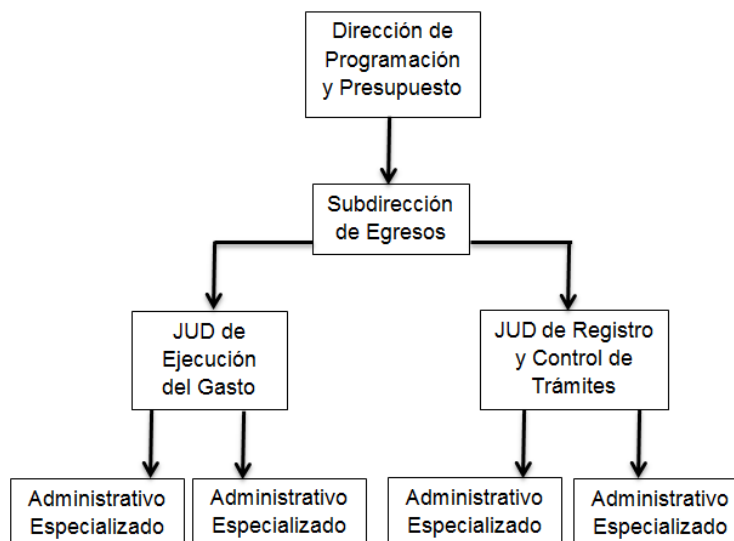 Dirección de
Programación
y Presupuesto
Subdirección
de Egresos
JUD de
Ejecución
del Gasto
JUD de Registro
y Control de
Trámites
Administrativo
Especializado
Administrativo
Especializado
Administrativo
Especializado
Administrativo
Especializado